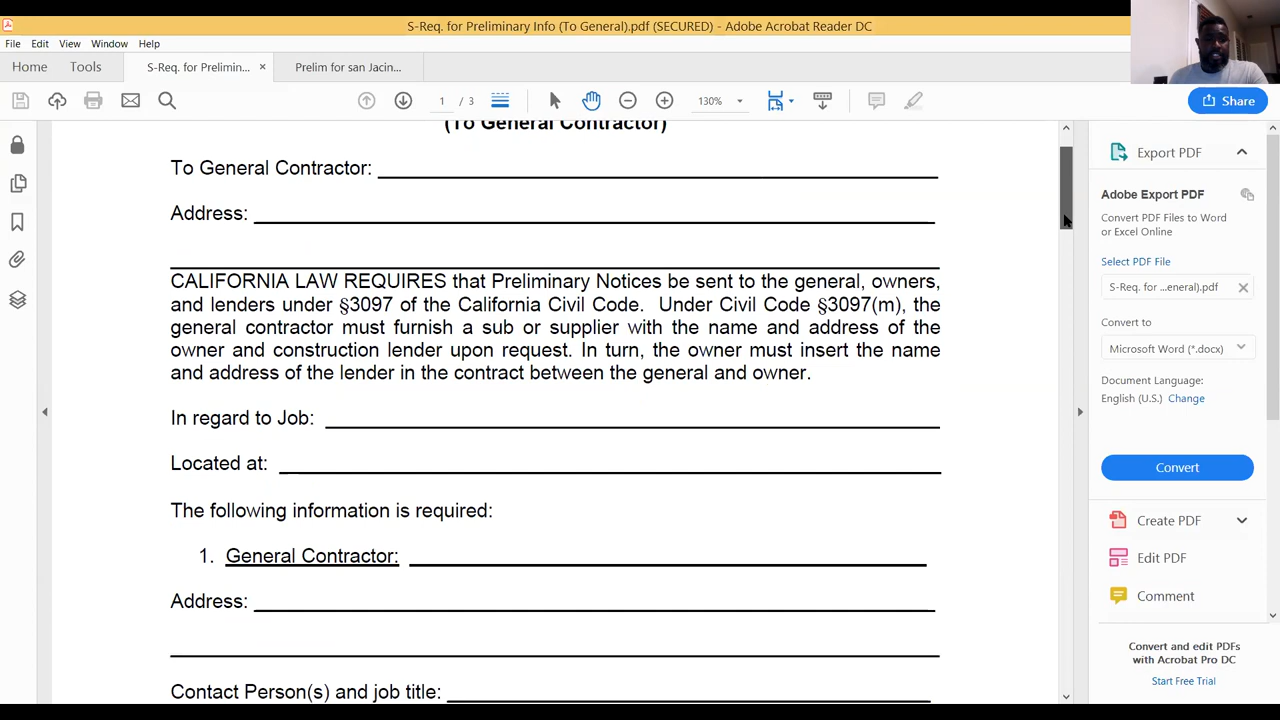 S-Req. for Preliminary Info (To General).pdf (SECURED) - Adobe Acrobat Reader DC
File Edit View Window Help
Home Tools S-Req. for Prelimin... × Prelim for san Jacin...
1 / 3 130% Share
(To General Contractor)
To General Contractor:
Address:
CALIFORNIA LAW REQUIRES that Preliminary Notices be sent to the general, owners,
and lenders under §3097 of the California Civil Code. Under Civil Code §3097(m), the
general contractor must furnish a sub or supplier with the name and address of the
owner and construction lender upon request. In turn, the owner must insert the name
and address of the lender in the contract between the general and owner.
In regard to Job:
Located at:
The following information is required:
1. General Contractor:
Address:
Contact Person(s) and job title:
Export PDF
Adobe Export PDF
Convert PDF Files to Word
or Excel Online
Select PDF File
S-Req. for ...eneral).pdf
Convert to
Microsoft Word (*.docx)
Document Language:
English (U.S.) Change
Convert
Create PDF
Edit PDF
Comment
Convert and edit PDFs
with Acrobat Pro DC
Start Free Trial